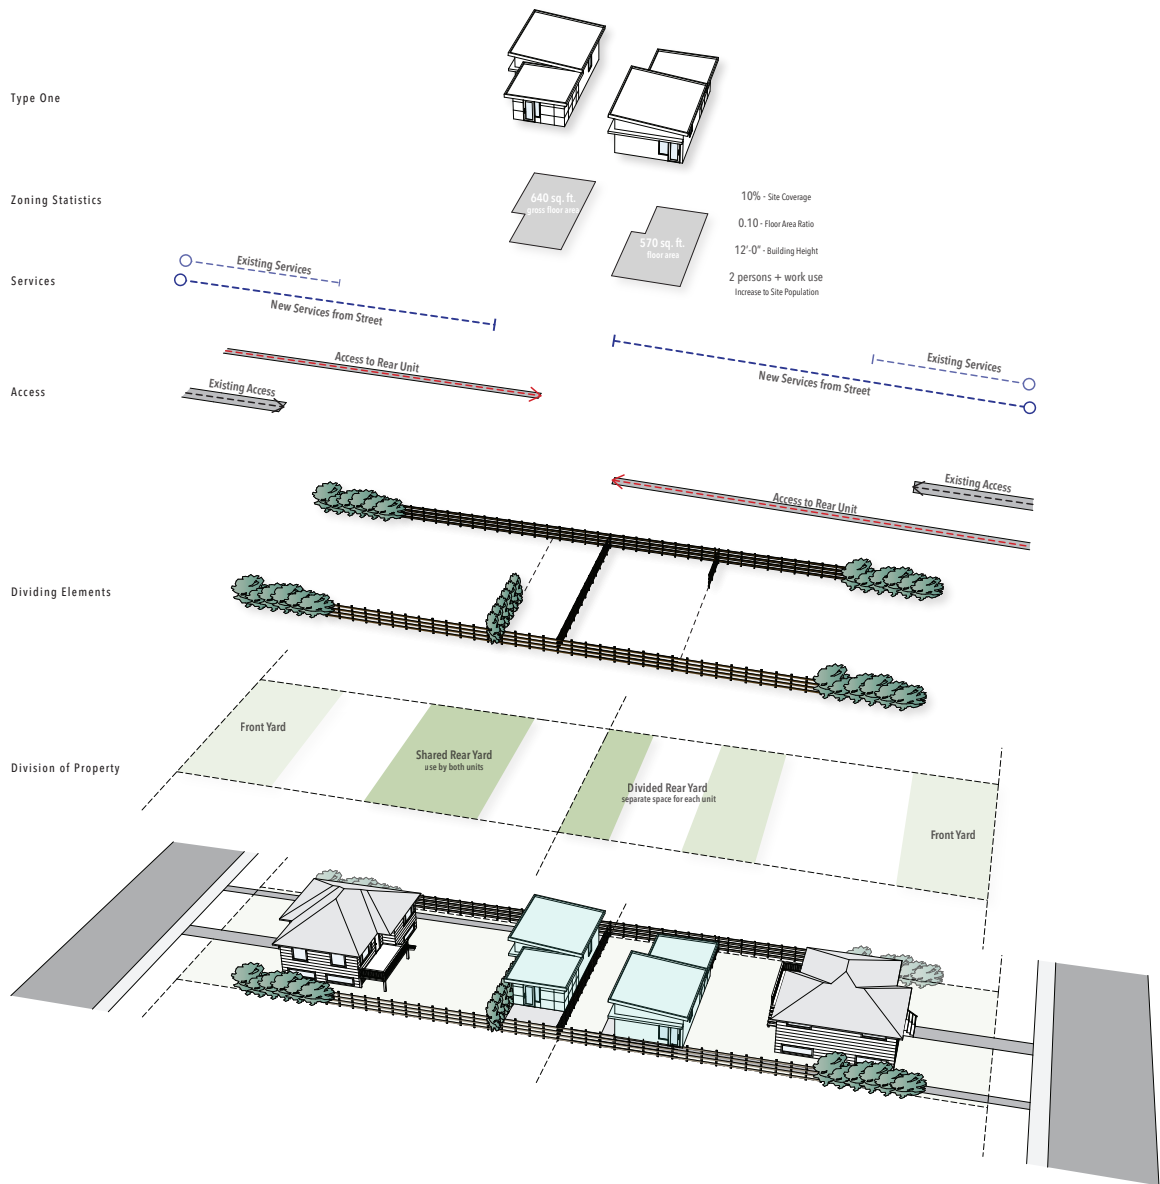 Type One
Zoning Statistics
640 sq. ft.
gross floor area
570 sq. ft.
floor area
10% - Site Coverage
0.10 - Floor Area Ratio
12'-0" - Building Height
2 persons + work use
Increase to Site Population
Services
Existing Services
New Services from Street
Existing Services
New Services from Street
Access
Access to Rear Unit
Existing Access
Existing Access
Access to Rear Unit
Dividing Elements
Division of Property
Front Yard
Shared Rear Yard
use by both units
Divided Rear Yard
separate space for each unit
Front Yard